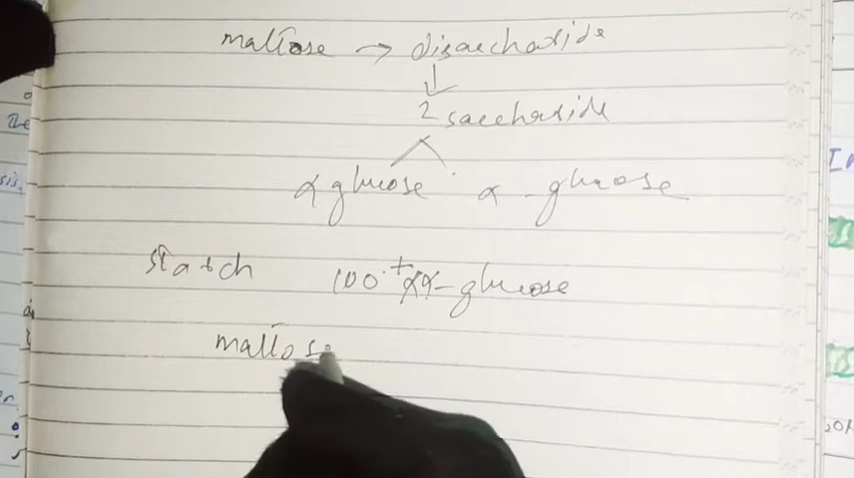 maltose → disaccharide
↓
2 saccharide
α glucose α - glucose
starch 100+ α - glucose
maltose